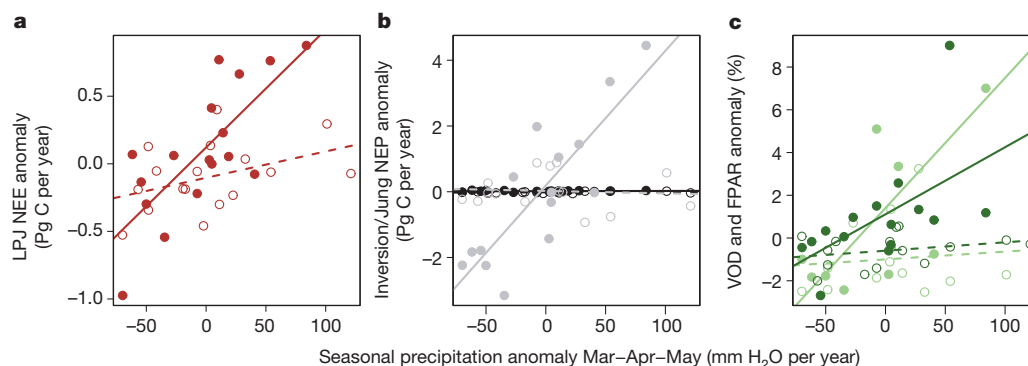 a
LPJ NEE anomaly
(Pg C per year)
0.5
0.0
−0.5
−1.0
−50
0
50
100
b
Inversion/Jung NEP anomaly
(Pg C per year)
4
2
0
−2
−50
0
50
100
c
VOD and FPAR anomaly (%)
8
6
4
2
0
−2
−50
0
50
100
Seasonal precipitation anomaly Mar–Apr–May (mm H2O per year)